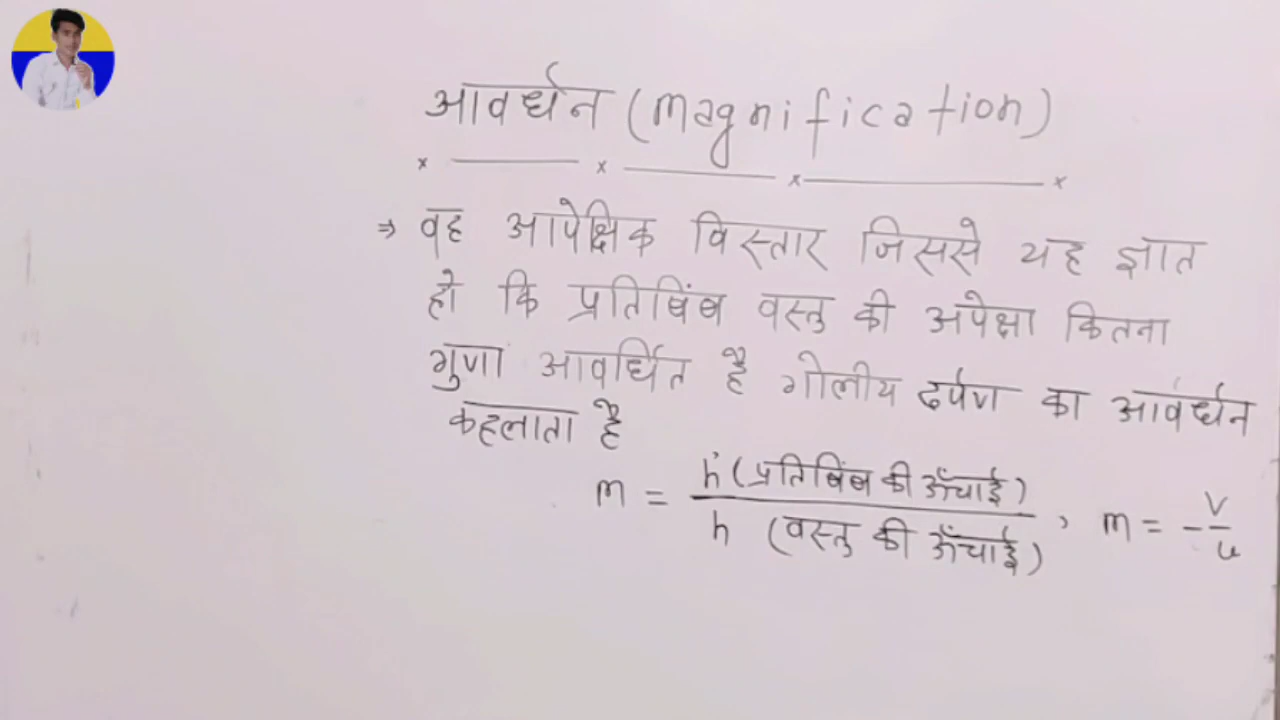 आवर्धन (Magnification)
⇒ वह आपेक्षिक विस्तार जिससे यह ज्ञात
हो कि प्रतिबिंब वस्तु की अपेक्षा कितना
गुणा आवर्धित है गोलीय दर्पण का आवर्धन
कहलाता है
m = h' (प्रतिबिंब की ऊँचाई) / h (वस्तु की ऊँचाई) , m = - v/u